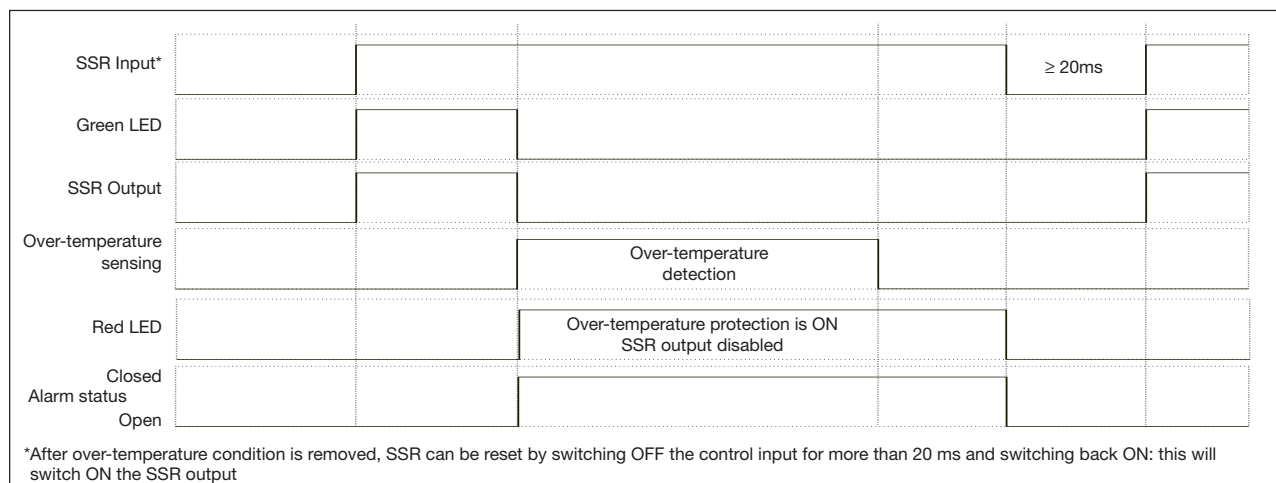 SSR Input*
≥ 20ms
Green LED
SSR Output
Over-temperature
sensing
Over-temperature
detection
Red LED
Over-temperature protection is ON
SSR output disabled
Closed
Alarm status
Open
*After over-temperature condition is removed, SSR can be reset by switching OFF the control input for more than 20 ms and switching back ON: this will
switch ON the SSR output